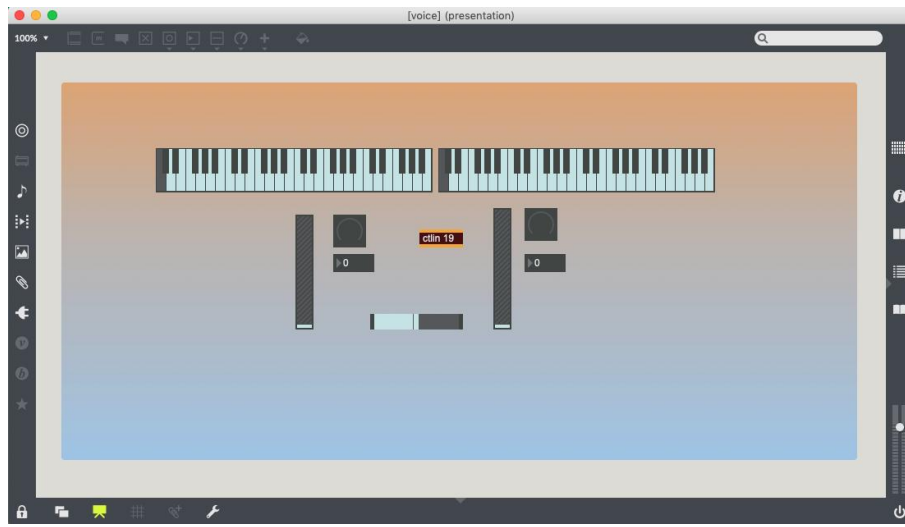 [voice] (presentation)
100%
ctlin 19
0
0